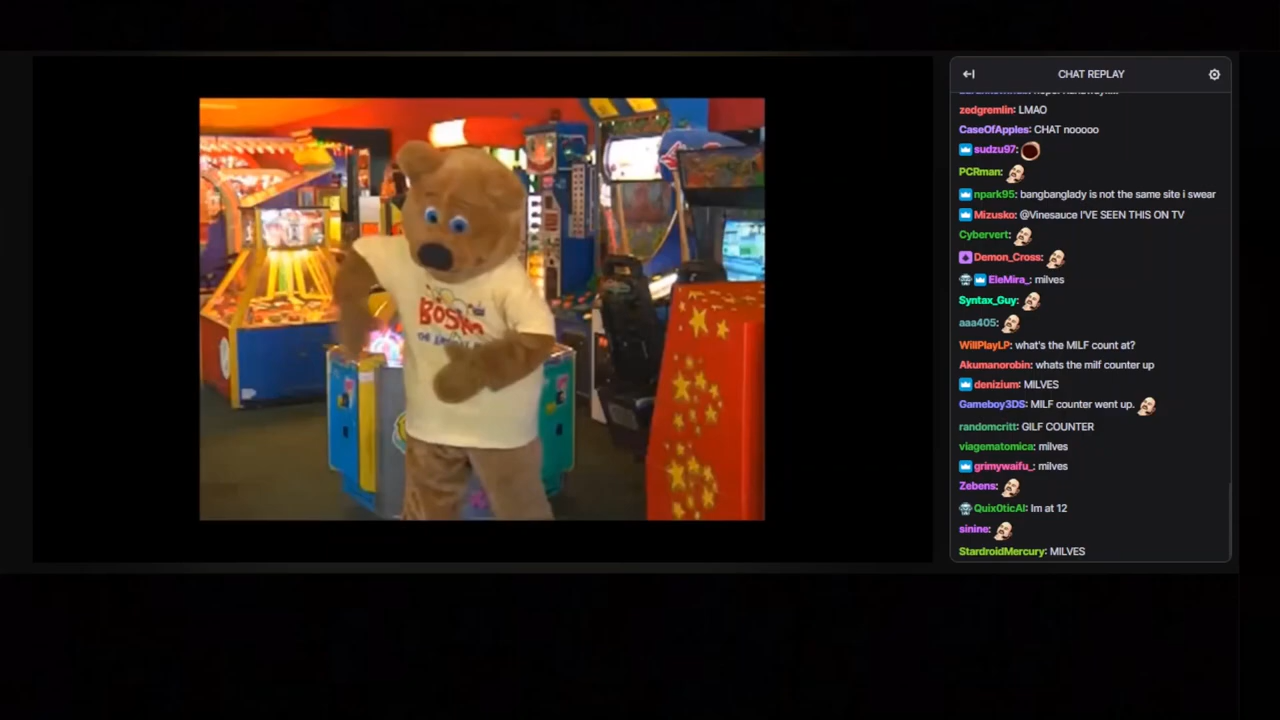 CHAT REPLAY
zedgremlin: LMAO
CaseOfApples: CHAT nooooo
sudzu97:
PCRman:
npark95: bangbanglady is not the same site i swear
Mizusko: @Vinesauce I'VE SEEN THIS ON TV
Cybervert:
Demon_Cross:
EleMira_: milves
Syntax_Guy:
aaa405:
WillPlayLP: what's the MILF count at?
Akumanorobin: whats the milf counter up
denizium: MILVES
Gameboy3DS: MILF counter went up.
randomcritt: GILF COUNTER
viagematomica: milves
grimywaifu_: milves
Zebens:
Quix0ticAI: Im at 12
sinine:
StardroidMercury: MILVES